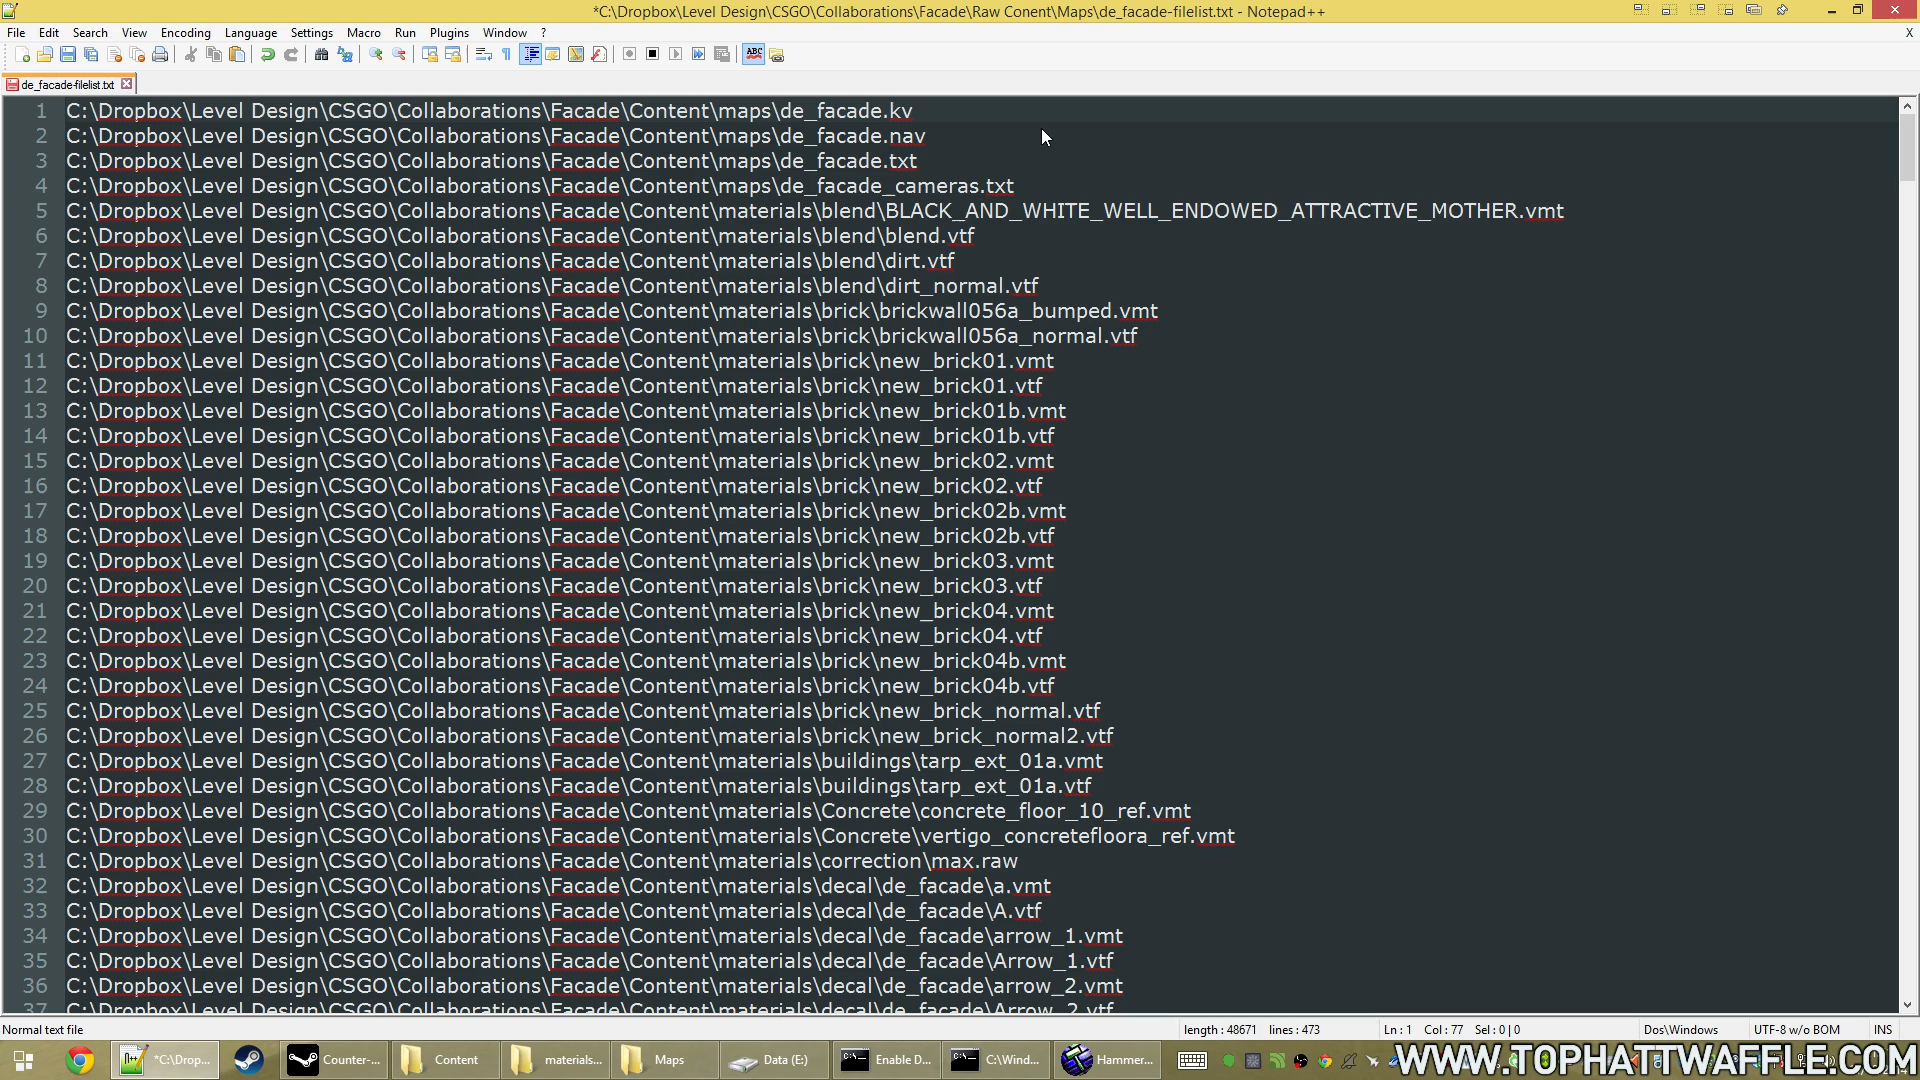 *C:\Dropbox\Level Design\CSGO\Collaborations\Facade\Raw Conent\Maps\de_facade-filelist.txt - Notepad++
File Edit Search View Encoding Language Settings Macro Run Plugins Window ? X
de_facade-filelist.txt
1 C:\Dropbox\Level Design\CSGO\Collaborations\Facade\Content\maps\de_facade.kv
2 C:\Dropbox\Level Design\CSGO\Collaborations\Facade\Content\maps\de_facade.nav
3 C:\Dropbox\Level Design\CSGO\Collaborations\Facade\Content\maps\de_facade.txt
4 C:\Dropbox\Level Design\CSGO\Collaborations\Facade\Content\maps\de_facade_cameras.txt
5 C:\Dropbox\Level Design\CSGO\Collaborations\Facade\Content\materials\blend\BLACK_AND_WHITE_WELL_ENDOWED_ATTRACTIVE_MOTHER.vmt
6 C:\Dropbox\Level Design\CSGO\Collaborations\Facade\Content\materials\blend\blend.vtf
7 C:\Dropbox\Level Design\CSGO\Collaborations\Facade\Content\materials\blend\dirt.vtf
8 C:\Dropbox\Level Design\CSGO\Collaborations\Facade\Content\materials\blend\dirt_normal.vtf
9 C:\Dropbox\Level Design\CSGO\Collaborations\Facade\Content\materials\brick\brickwall056a_bumped.vmt
10 C:\Dropbox\Level Design\CSGO\Collaborations\Facade\Content\materials\brick\brickwall056a_normal.vtf
11 C:\Dropbox\Level Design\CSGO\Collaborations\Facade\Content\materials\brick\new_brick01.vmt
12 C:\Dropbox\Level Design\CSGO\Collaborations\Facade\Content\materials\brick\new_brick01.vtf
13 C:\Dropbox\Level Design\CSGO\Collaborations\Facade\Content\materials\brick\new_brick01b.vmt
14 C:\Dropbox\Level Design\CSGO\Collaborations\Facade\Content\materials\brick\new_brick01b.vtf
15 C:\Dropbox\Level Design\CSGO\Collaborations\Facade\Content\materials\brick\new_brick02.vmt
16 C:\Dropbox\Level Design\CSGO\Collaborations\Facade\Content\materials\brick\new_brick02.vtf
17 C:\Dropbox\Level Design\CSGO\Collaborations\Facade\Content\materials\brick\new_brick02b.vmt
18 C:\Dropbox\Level Design\CSGO\Collaborations\Facade\Content\materials\brick\new_brick02b.vtf
19 C:\Dropbox\Level Design\CSGO\Collaborations\Facade\Content\materials\brick\new_brick03.vmt
20 C:\Dropbox\Level Design\CSGO\Collaborations\Facade\Content\materials\brick\new_brick03.vtf
21 C:\Dropbox\Level Design\CSGO\Collaborations\Facade\Content\materials\brick\new_brick04.vmt
22 C:\Dropbox\Level Design\CSGO\Collaborations\Facade\Content\materials\brick\new_brick04.vtf
23 C:\Dropbox\Level Design\CSGO\Collaborations\Facade\Content\materials\brick\new_brick04b.vmt
24 C:\Dropbox\Level Design\CSGO\Collaborations\Facade\Content\materials\brick\new_brick04b.vtf
25 C:\Dropbox\Level Design\CSGO\Collaborations\Facade\Content\materials\brick\new_brick_normal.vtf
26 C:\Dropbox\Level Design\CSGO\Collaborations\Facade\Content\materials\brick\new_brick_normal2.vtf
27 C:\Dropbox\Level Design\CSGO\Collaborations\Facade\Content\materials\buildings\tarp_ext_01a.vmt
28 C:\Dropbox\Level Design\CSGO\Collaborations\Facade\Content\materials\buildings\tarp_ext_01a.vtf
29 C:\Dropbox\Level Design\CSGO\Collaborations\Facade\Content\materials\Concrete\concrete_floor_10_ref.vmt
30 C:\Dropbox\Level Design\CSGO\Collaborations\Facade\Content\materials\Concrete\vertigo_concretefloora_ref.vmt
31 C:\Dropbox\Level Design\CSGO\Collaborations\Facade\Content\materials\correction\max.raw
32 C:\Dropbox\Level Design\CSGO\Collaborations\Facade\Content\materials\decal\de_facade\a.vmt
33 C:\Dropbox\Level Design\CSGO\Collaborations\Facade\Content\materials\decal\de_facade\A.vtf
34 C:\Dropbox\Level Design\CSGO\Collaborations\Facade\Content\materials\decal\de_facade\arrow_1.vmt
35 C:\Dropbox\Level Design\CSGO\Collaborations\Facade\Content\materials\decal\de_facade\Arrow_1.vtf
36 C:\Dropbox\Level Design\CSGO\Collaborations\Facade\Content\materials\decal\de_facade\arrow_2.vmt
37 C:\Dropbox\Level Design\CSGO\Collaborations\Facade\Content\materials\decal\de_facade\Arrow_2.vtf
Normal text file length : 48671 lines : 473 Ln : 1 Col : 77 Sel : 0 | 0 Dos\Windows UTF-8 w/o BOM INS
*C:\Drop... Counter-... Content materials... Maps Data (E:) Enable D... C:\Wind... Hammer...
WWW.TOPHATTWAFFLE.COM